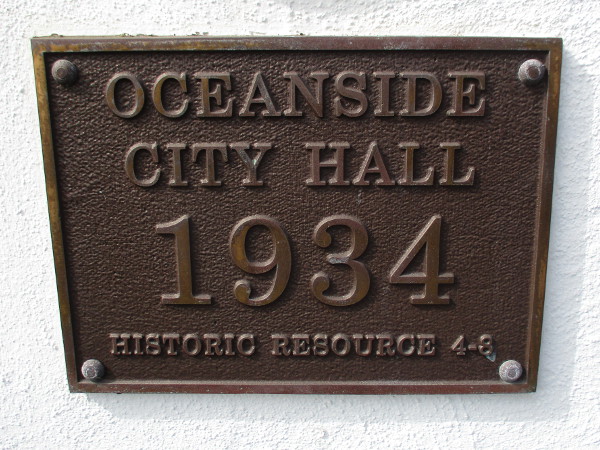 OCEANSIDE
CITY HALL
1934
HISTORIC RESOURCE 4-3